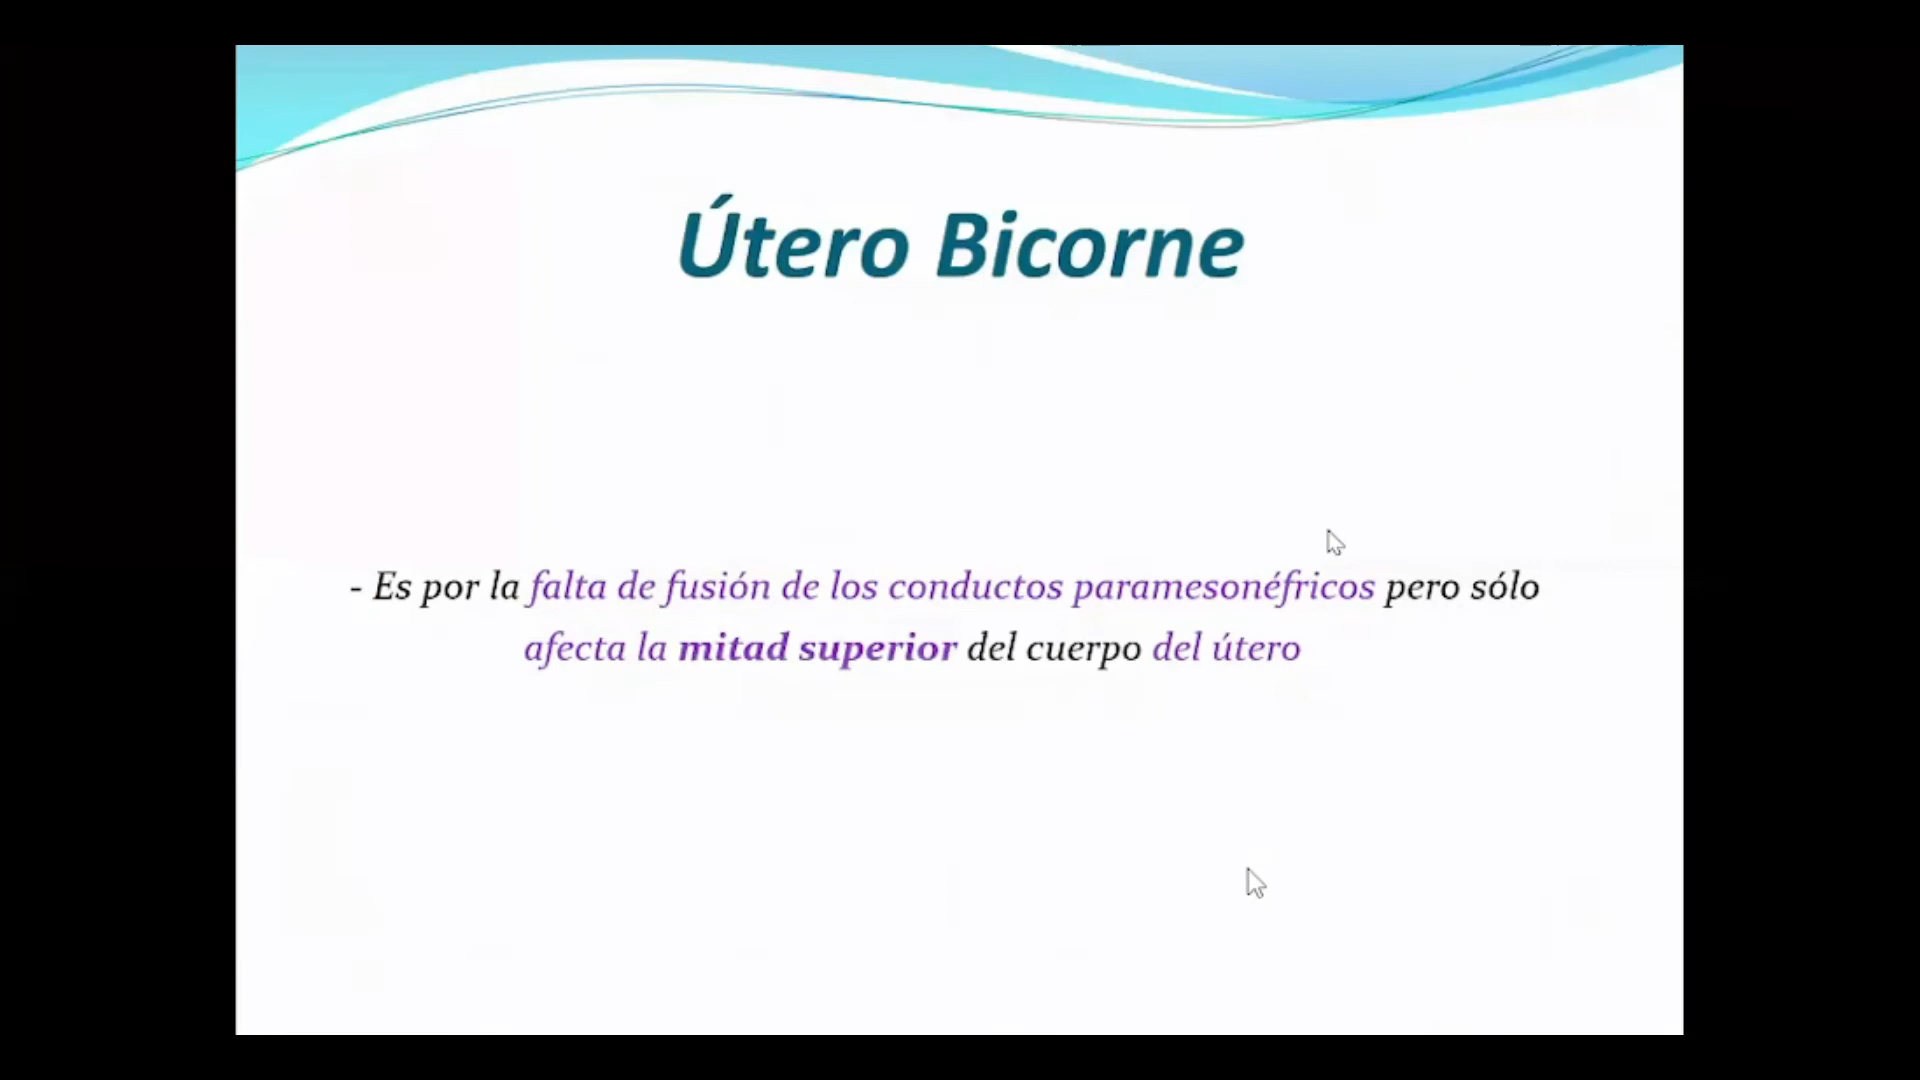 Útero Bicorne
- Es por la falta de fusión de los conductos paramesonéfricos pero sólo
afecta la mitad superior del cuerpo del útero